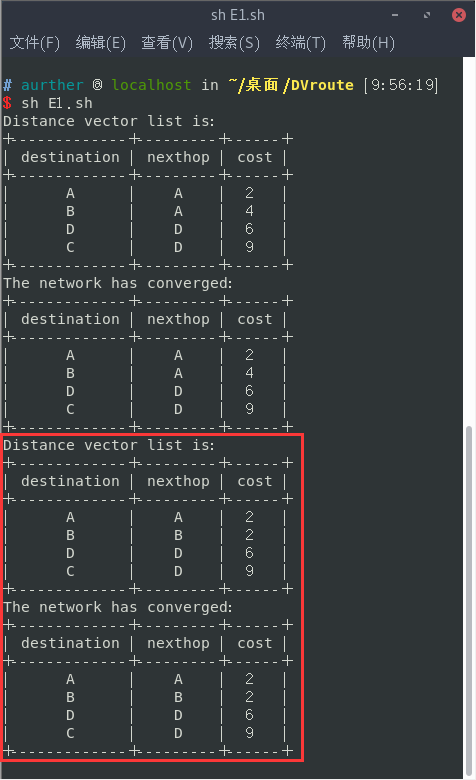 sh E1.sh
文件(F) 编辑(E) 查看(V) 搜索(S) 终端(T) 帮助(H)
# aurther @ localhost in ~/桌面/DVroute [9:56:19]
$ sh E1.sh
Distance vector list is:
+-------------+---------+------+
| destination | nexthop | cost |
+-------------+---------+------+
| A | A | 2 |
| B | A | 4 |
| D | D | 6 |
| C | D | 9 |
+-------------+---------+------+
The network has converged:
+-------------+---------+------+
| destination | nexthop | cost |
+-------------+---------+------+
| A | A | 2 |
| B | A | 4 |
| D | D | 6 |
| C | D | 9 |
+-------------+---------+------+
Distance vector list is:
+-------------+---------+------+
| destination | nexthop | cost |
+-------------+---------+------+
| A | A | 2 |
| B | B | 2 |
| D | D | 6 |
| C | D | 9 |
+-------------+---------+------+
The network has converged:
+-------------+---------+------+
| destination | nexthop | cost |
+-------------+---------+------+
| A | A | 2 |
| B | B | 2 |
| D | D | 6 |
| C | D | 9 |
+-------------+---------+------+